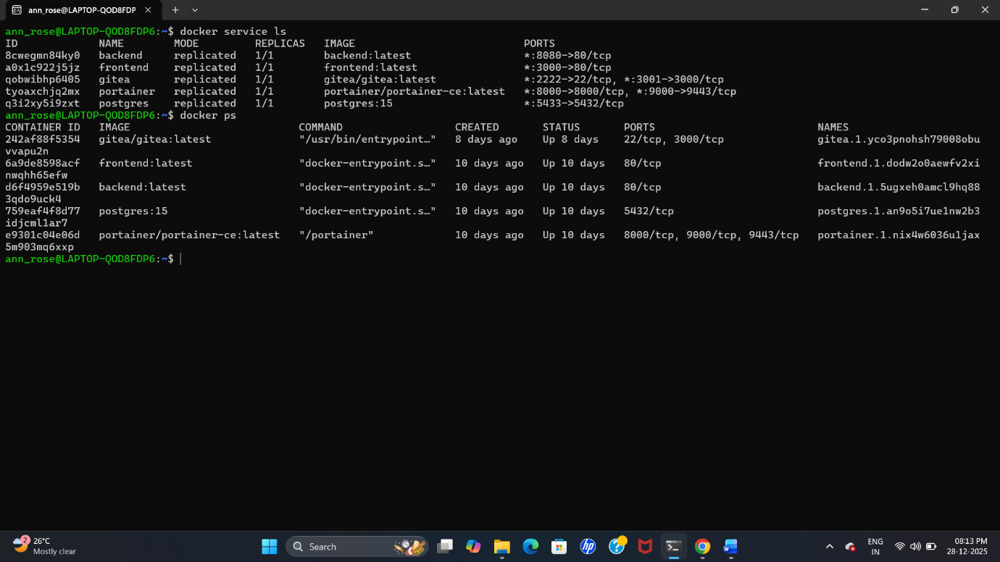 ann_rose@LAPTOP-QOD8FDP
ann_rose@LAPTOP-QOD8FDP6:~$ docker service ls
ID NAME MODE REPLICAS IMAGE PORTS
8cwegmn84ky0 backend replicated 1/1 backend:latest *:8080->80/tcp
a0x1c922j5jz frontend replicated 1/1 frontend:latest *:3000->80/tcp
qobwibhp6405 gitea replicated 1/1 gitea/gitea:latest *:2222->22/tcp, *:3001->3000/tcp
tyoaxchjq2mx portainer replicated 1/1 portainer/portainer-ce:latest *:8000->8000/tcp, *:9000->9443/tcp
q3i2xy5i9zxt postgres replicated 1/1 postgres:15 *:5433->5432/tcp
ann_rose@LAPTOP-QOD8FDP6:~$ docker ps
CONTAINER ID IMAGE COMMAND CREATED STATUS PORTS NAMES
242af88f5354 gitea/gitea:latest "/usr/bin/entrypoint…" 8 days ago Up 8 days 22/tcp, 3000/tcp gitea.1.yco3pnohsh79008obu
vvapu2n
6a9de8598acf frontend:latest "docker-entrypoint.s…" 10 days ago Up 10 days 80/tcp frontend.1.dodw2o0aewfv2xi
nwqhh65efw
d6f4959e519b backend:latest "docker-entrypoint.s…" 10 days ago Up 10 days 80/tcp backend.1.5ugxeh0amcl9hq88
3qdo9uck4
759eaf4f8d77 postgres:15 "docker-entrypoint.s…" 10 days ago Up 10 days 5432/tcp postgres.1.an9o5i7ue1nw2b3
idjcml1ar7
e9301c04e06d portainer/portainer-ce:latest "/portainer" 10 days ago Up 10 days 8000/tcp, 9000/tcp, 9443/tcp portainer.1.nix4w6036u1jax
5m903mq6xxp
ann_rose@LAPTOP-QOD8FDP6:~$
2
26°C
Mostly clear
Search
hp
ENG
IN
08:13 PM
28-12-2025